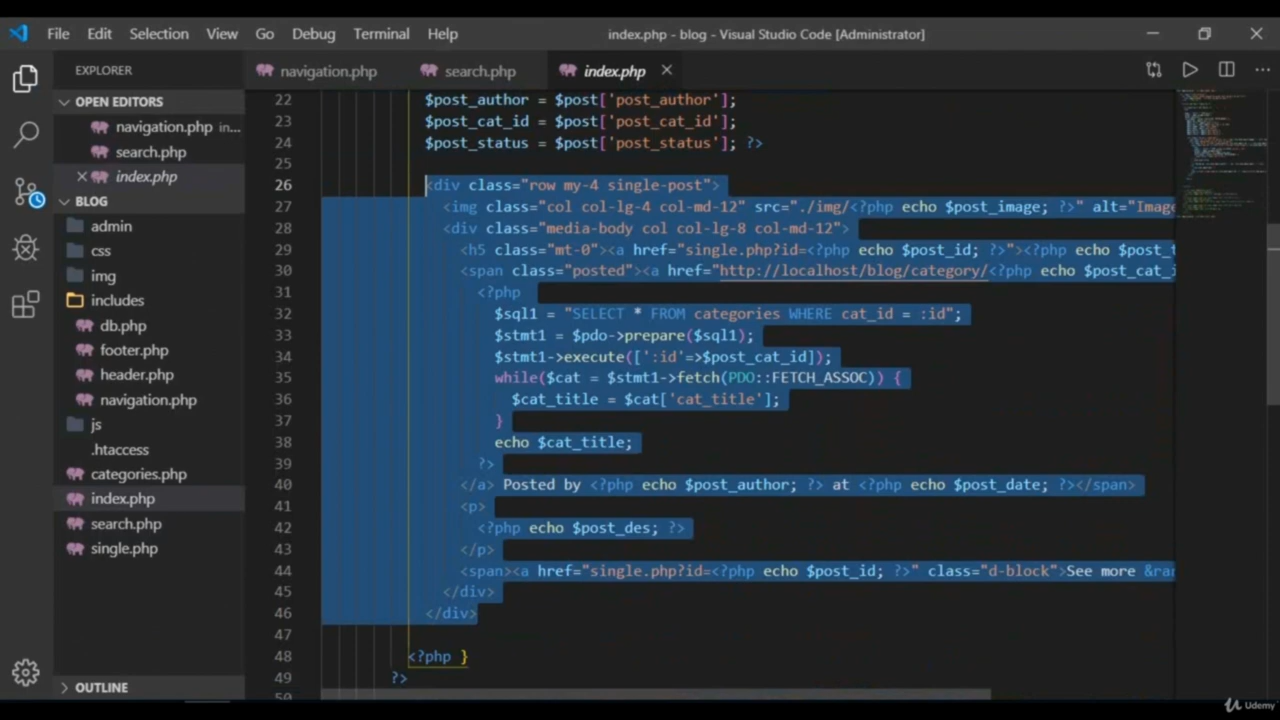 File Edit Selection View Go Debug Terminal Help
index.php - blog - Visual Studio Code [Administrator]
EXPLORER
navigation.php search.php index.php
OPEN EDITORS
navigation.php in...
search.php
index.php
BLOG
admin
css
img
includes
db.php
footer.php
header.php
navigation.php
js
.htaccess
categories.php
index.php
search.php
single.php
OUTLINE
22 $post_author = $post['post_author'];
23 $post_cat_id = $post['post_cat_id'];
24 $post_status = $post['post_status']; ?>
25
26 <div class="row my-4 single-post">
27 <img class="col col-lg-4 col-md-12" src="./img/<?php echo $post_image; ?>" alt="Image
28 <div class="media-body col col-lg-8 col-md-12">
29 <h5 class="mt-0"><a href="single.php?id=<?php echo $post_id; ?>"><?php echo $post_t
30 <span class="posted"><a href="http://localhost/blog/category/<?php echo $post_cat_i
31 <?php
32 $sql1 = "SELECT * FROM categories WHERE cat_id = :id";
33 $stmt1 = $pdo->prepare($sql1);
34 $stmt1->execute([':id'=>$post_cat_id]);
35 while($cat = $stmt1->fetch(PDO::FETCH_ASSOC)) {
36 $cat_title = $cat['cat_title'];
37 }
38 echo $cat_title;
39 ?>
40 </a> Posted by <?php echo $post_author; ?> at <?php echo $post_date; ?></span>
41 <p>
42 <?php echo $post_des; ?>
43 </p>
44 <span><a href="single.php?id=<?php echo $post_id; ?>" class="d-block">See more &ra
45 </div>
46 </div>
47
48 <?php }
49 ?>
50
Udemy